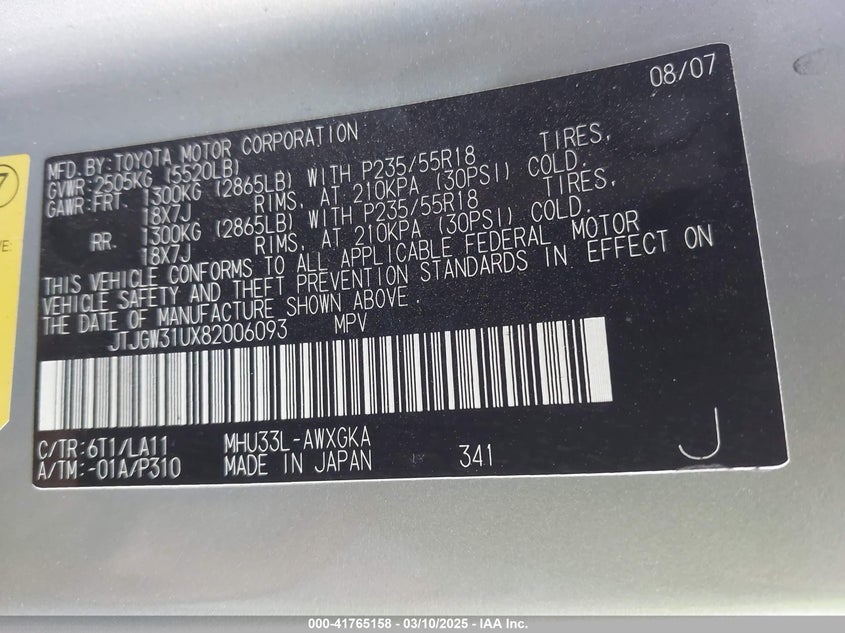 08/07
MFD.BY:TOYOTA MOTOR CORPORATION
GVWR:2505KG (5520LB)
GAWR:FRT. 1300KG (2865LB) WITH P235/55R18 TIRES,
18X7J RIMS, AT 210KPA (30PSI) COLD.
RR. 1300KG (2865LB) WITH P235/55R18 TIRES,
18X7J RIMS, AT 210KPA (30PSI) COLD.
THIS VEHICLE CONFORMS TO ALL APPLICABLE FEDERAL MOTOR
VEHICLE SAFETY AND THEFT PREVENTION STANDARDS IN EFFECT ON
THE DATE OF MANUFACTURE SHOWN ABOVE.
JTJGW31UX82006093 MPV
C/TR:6T1/LA11 MHU33L-AWXGKA
A/TM:-01A/P310 MADE IN JAPAN 341
J
7
000-41765158 - 03/10/2025 - IAA Inc.